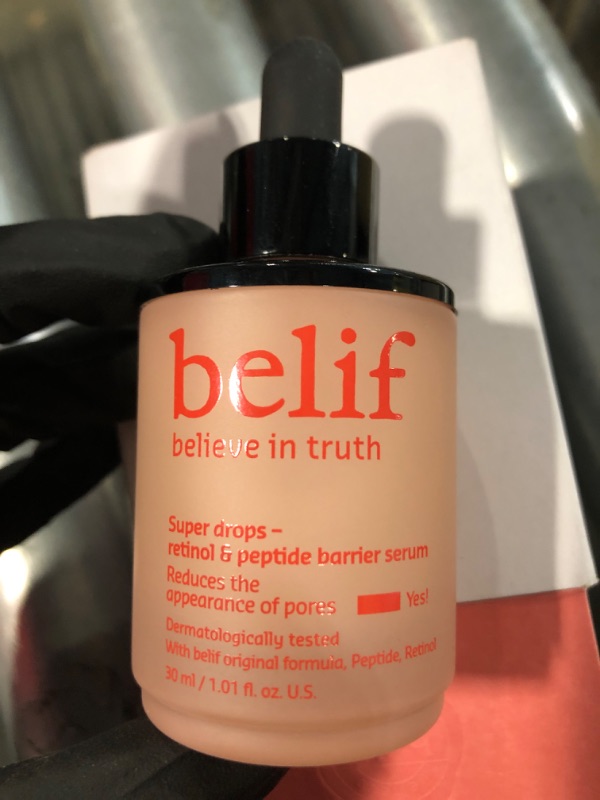 belif
believe in truth
Super drops –
retinol & peptide barrier serum
Reduces the
appearance of pores Yes!
Dermatologically tested
With belif original formula, Peptide, Retinol
30 ml / 1.01 fl. oz. U.S.